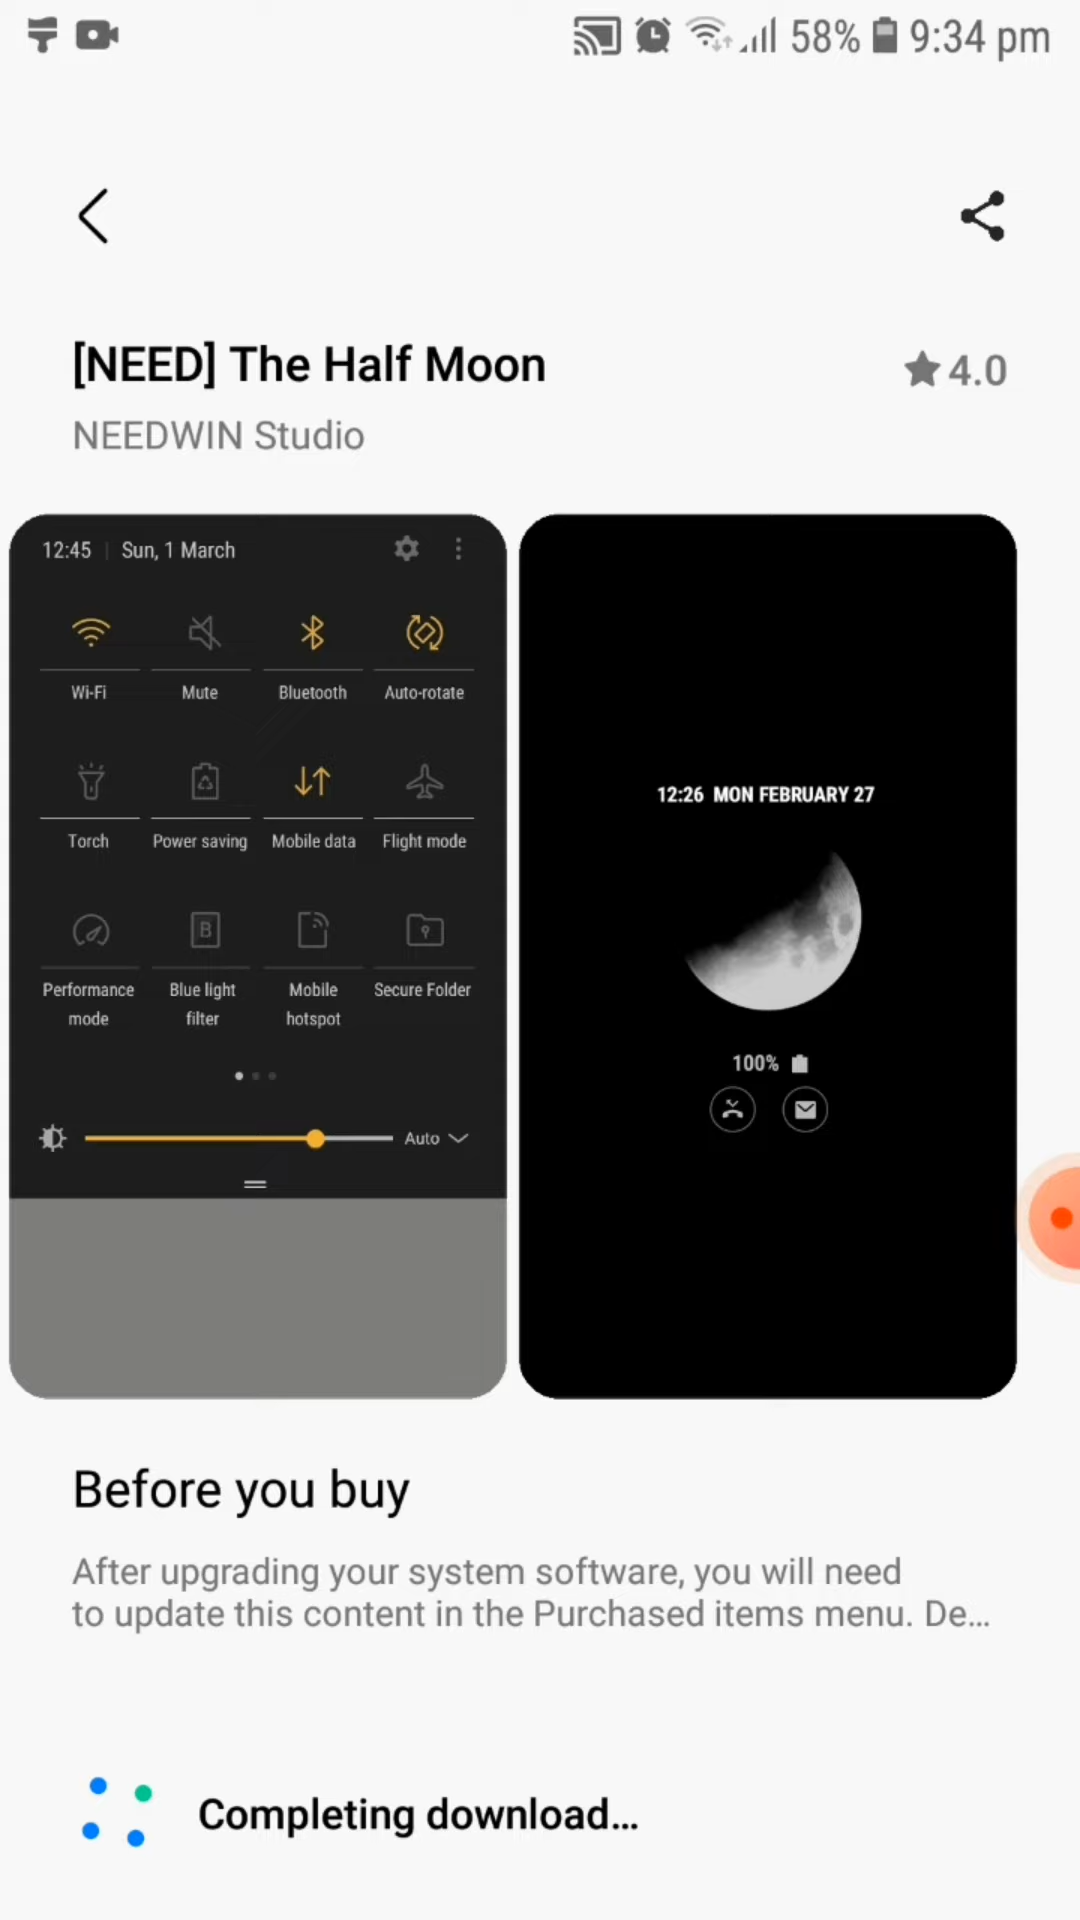 58% 9:34 pm
[NEED] The Half Moon
4.0
NEEDWIN Studio
12:45 | Sun, 1 March
Wi-Fi Mute Bluetooth Auto-rotate
Torch Power saving Mobile data Flight mode
B
Performance mode Blue light filter Mobile hotspot Secure Folder
Auto
12:26 MON FEBRUARY 27
100%
Before you buy
After upgrading your system software, you will need
to update this content in the Purchased items menu. De...
Completing download...